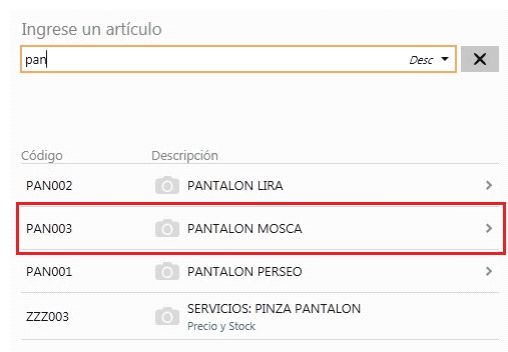 Ingrese un artículo
pan Desc
Código Descripción
PAN002 PANTALON LIRA
PAN003 PANTALON MOSCA
PAN001 PANTALON PERSEO
ZZZ003 SERVICIOS: PINZA PANTALON
Precio y Stock